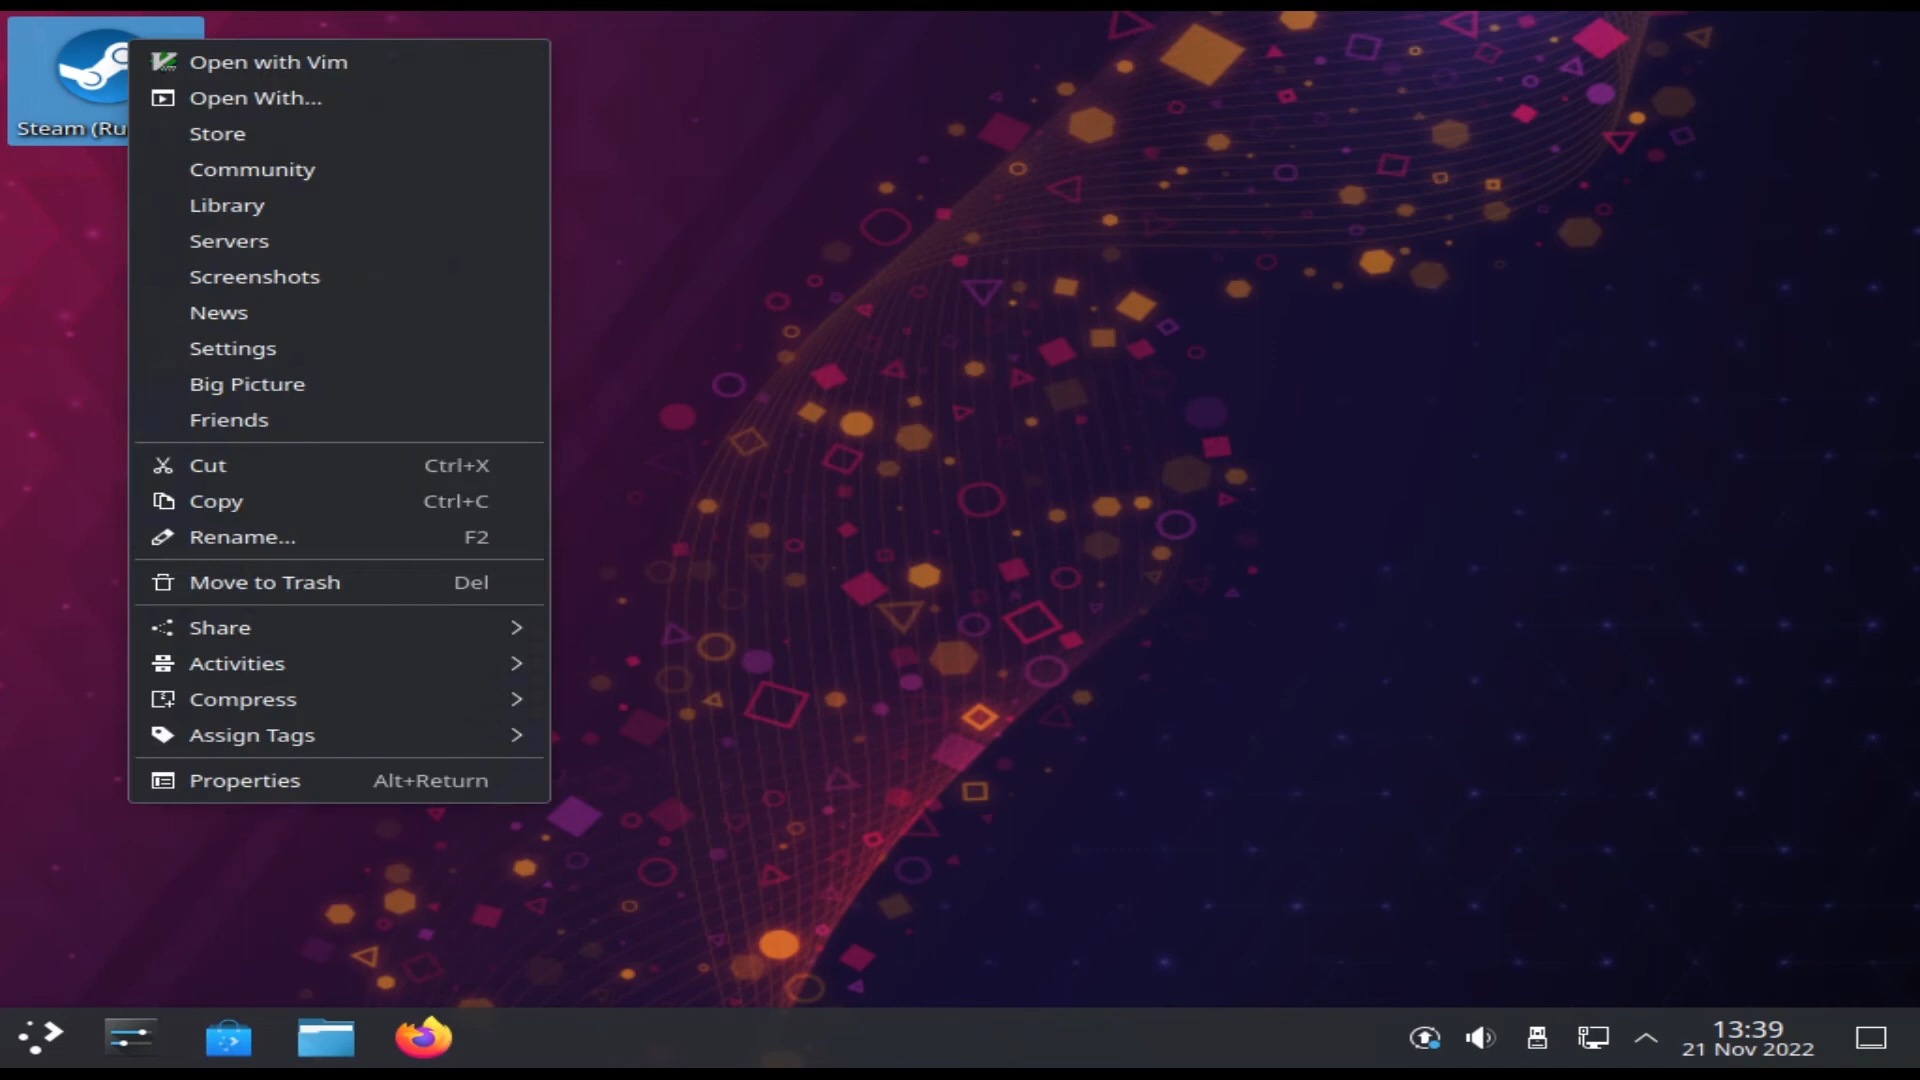 Steam (Ru
Open with Vim
Open With...
Store
Community
Library
Servers
Screenshots
News
Settings
Big Picture
Friends
Cut Ctrl+X
Copy Ctrl+C
Rename... F2
Move to Trash Del
Share
Activities
Compress
Assign Tags
Properties Alt+Return
13:39
21 Nov 2022